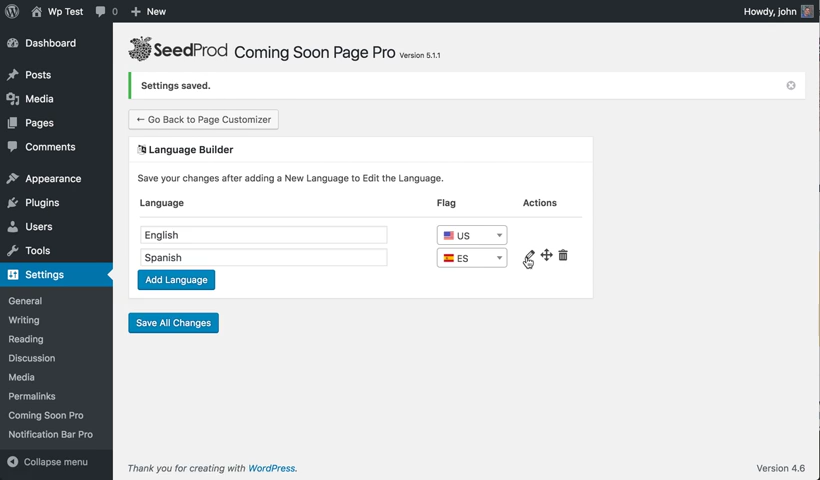 Wp Test
0
New
Howdy, john
Dashboard
Posts
Media
Pages
Comments
Appearance
Plugins
Users
Tools
Settings
General
Writing
Reading
Discussion
Media
Permalinks
Coming Soon Pro
Notification Bar Pro
Collapse menu
SeedProd Coming Soon Page Pro Version 5.1.1
Settings saved.
← Go Back to Page Customizer
Language Builder
Save your changes after adding a New Language to Edit the Language.
Language Flag Actions
English US
Spanish ES
Add Language
Save All Changes
Thank you for creating with WordPress.
Version 4.6